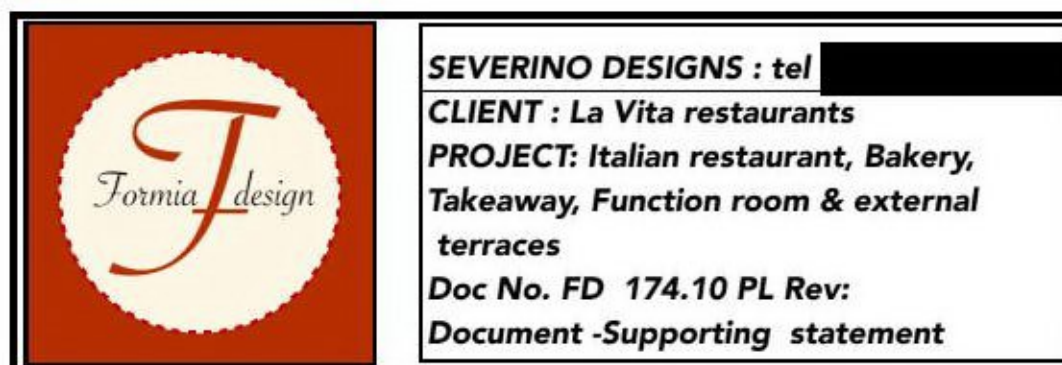 Formia design
SEVERINO DESIGNS : tel
CLIENT : La Vita restaurants
PROJECT: Italian restaurant, Bakery,
Takeaway, Function room & external
terraces
Doc No. FD 174.10 PL Rev:
Document -Supporting statement